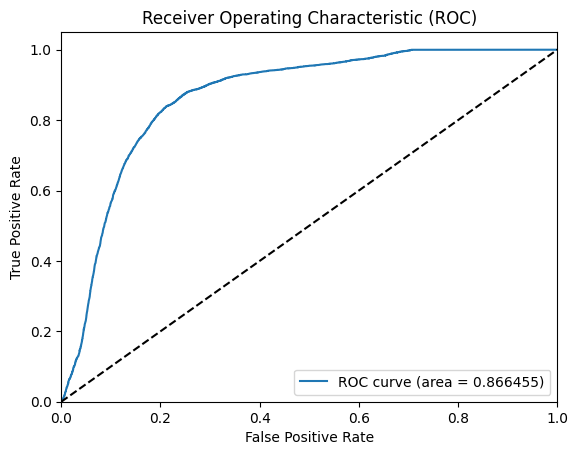 Receiver Operating Characteristic (ROC)
True Positive Rate
1.0
0.8
0.6
0.4
0.2
0.0
ROC curve (area = 0.866455)
0.0 0.2 0.4 0.6 0.8 1.0
False Positive Rate